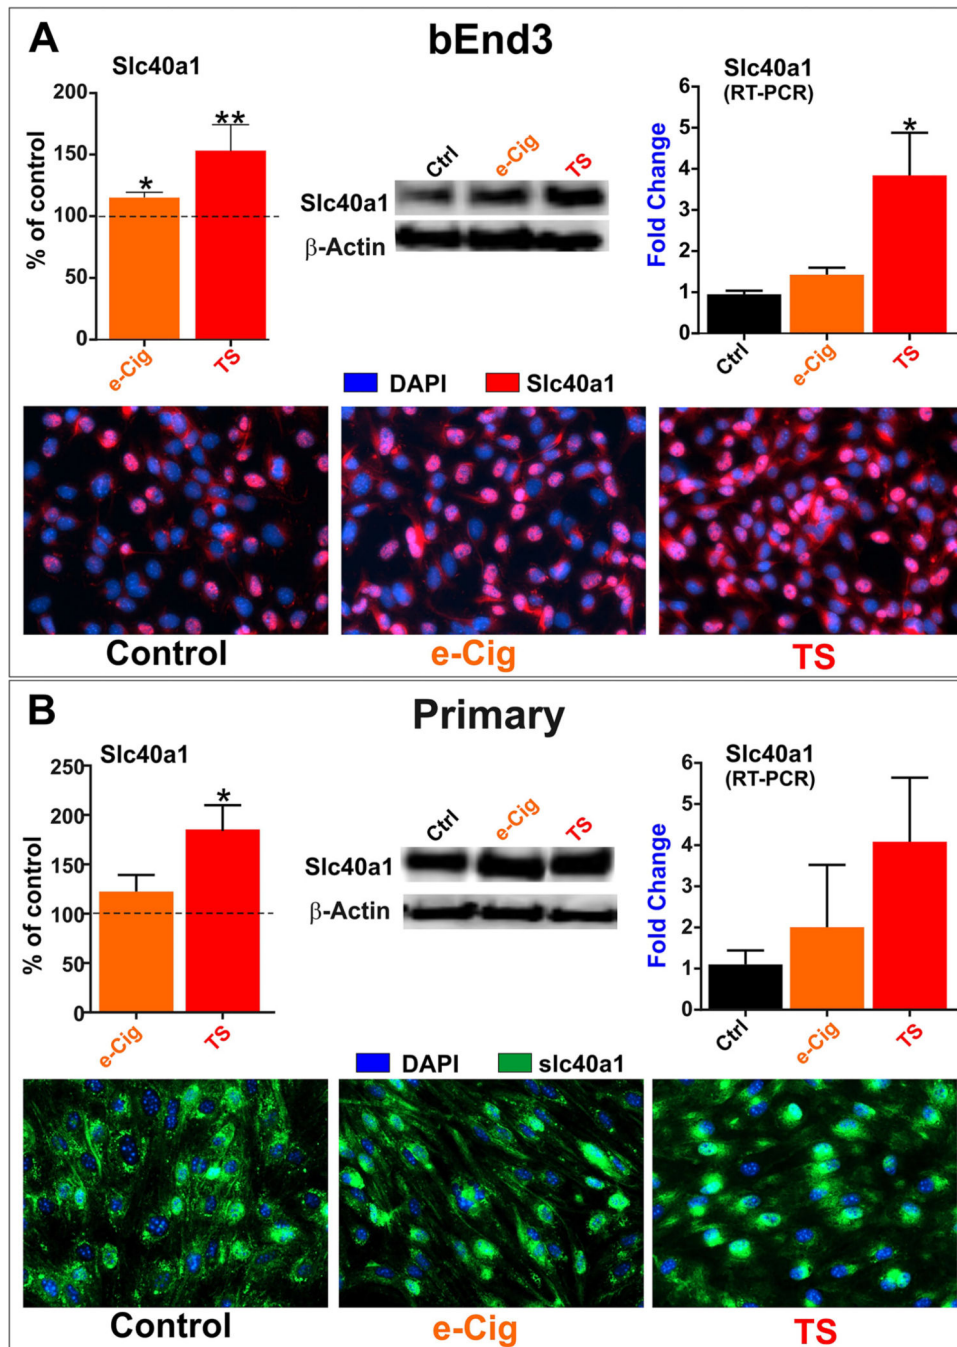 A
bEnd3
Slc40a1
% of control
200
150
100
50
0
*
**
e-Cig
TS
Ctrl
e-Cig
TS
Slc40a1
β-Actin
Slc40a1
(RT-PCR)
Fold Change
6
5
4
3
2
1
0
*
Ctrl
e-Cig
TS
DAPI
Slc40a1
Control
e-Cig
TS
B
Primary
Slc40a1
% of control
250
200
150
100
50
0
*
e-Cig
TS
Ctrl
e-Cig
TS
Slc40a1
β-Actin
Slc40a1
(RT-PCR)
Fold Change
6
5
4
3
2
1
0
Ctrl
e-Cig
TS
DAPI
slc40a1
Control
e-Cig
TS